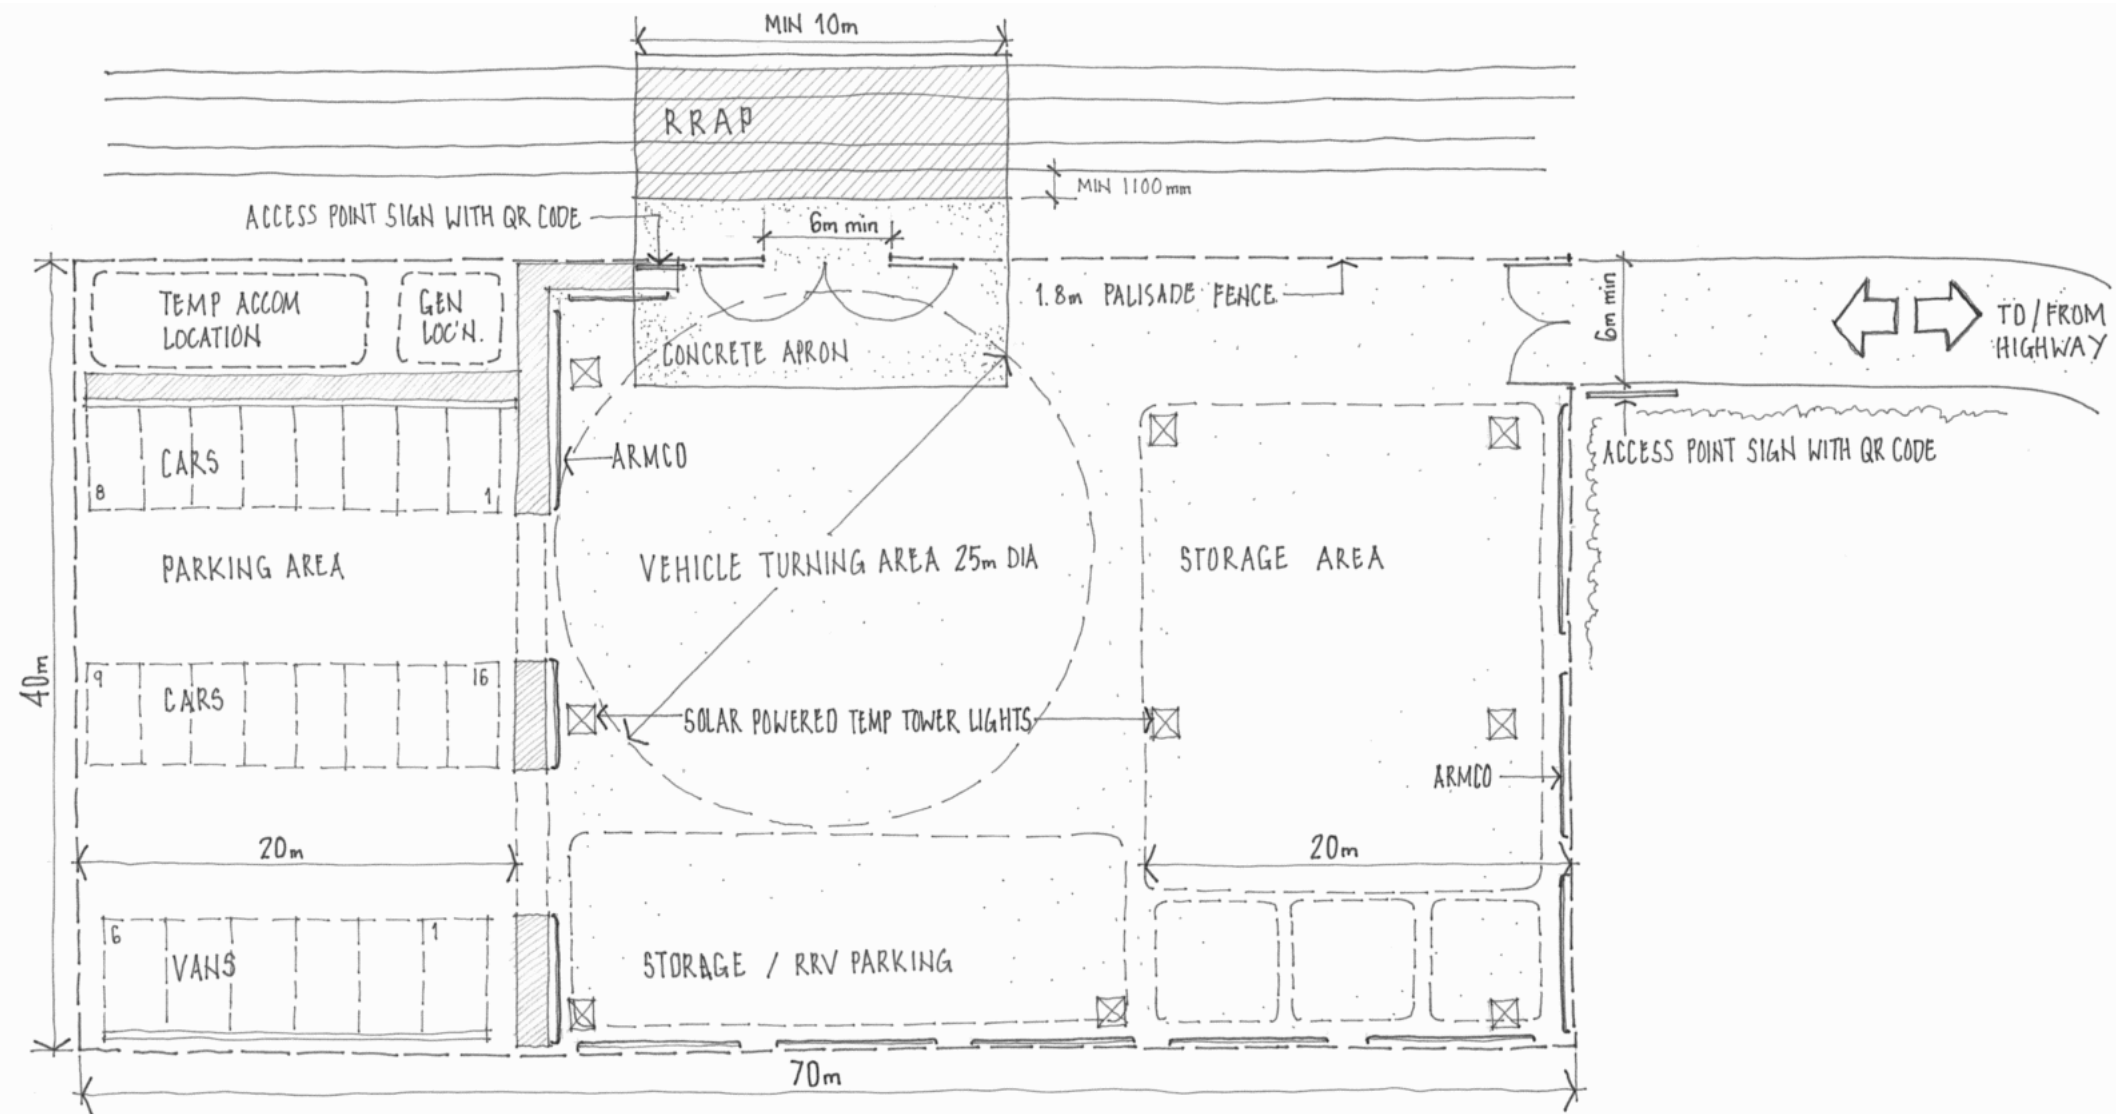 MIN 10m
RRAP
MIN 1100mm
ACCESS POINT SIGN WITH QR CODE
6m min
TEMP ACCOM
LOCATION
GEN
LOC'N.
1.8m PALISADE FENCE
6m min
TO/FROM
HIGHWAY
CONCRETE APRON
CARS
8
1
ARMCO
ACCESS POINT SIGN WITH QR CODE
PARKING AREA
VEHICLE TURNING AREA 25m DIA
STORAGE AREA
40m
9
CARS
16
SOLAR POWERED TEMP TOWER LIGHTS
ARMCO
20m
20m
6
VANS
1
STORAGE / RRV PARKING
70m